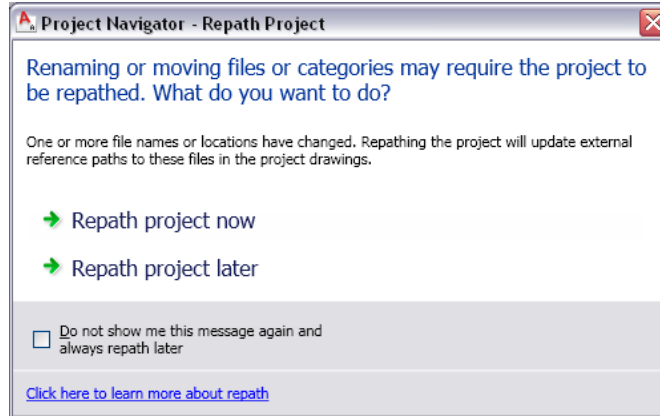 Project Navigator - Repath Project
Renaming or moving files or categories may require the project to
be repathed. What do you want to do?
One or more file names or locations have changed. Repathing the project will update external
reference paths to these files in the project drawings.
Repath project now
Repath project later
Do not show me this message again and
always repath later
Click here to learn more about repath